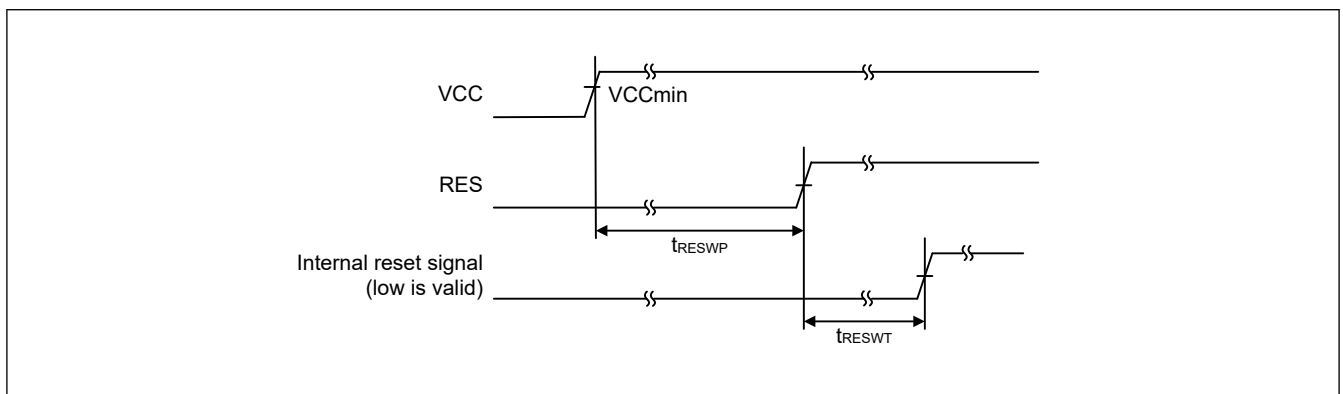 VCC
VCCmin
RES
tRESWP
Internal reset signal
(low is valid)
tRESWT